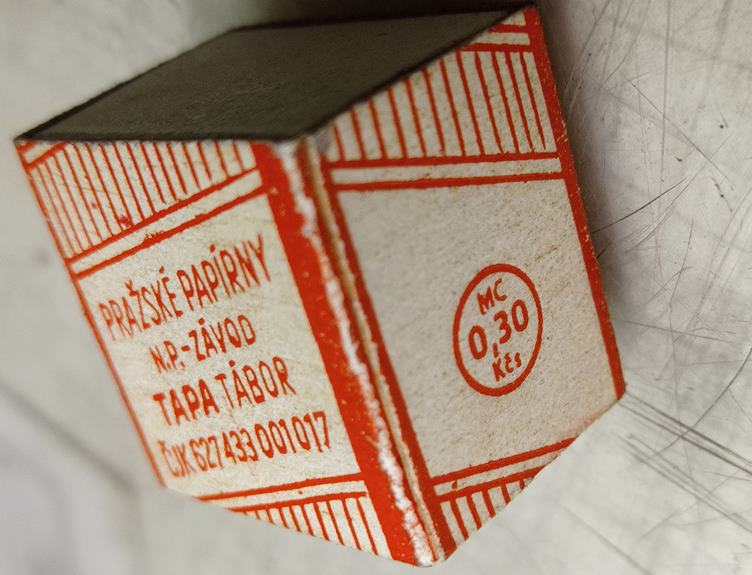 PRAŽSKÉ PAPÍRNY
N.P.-ZÁVOD
TAPA TÁBOR
ČJK 627 433 001 017
MC
0,30
Kčs